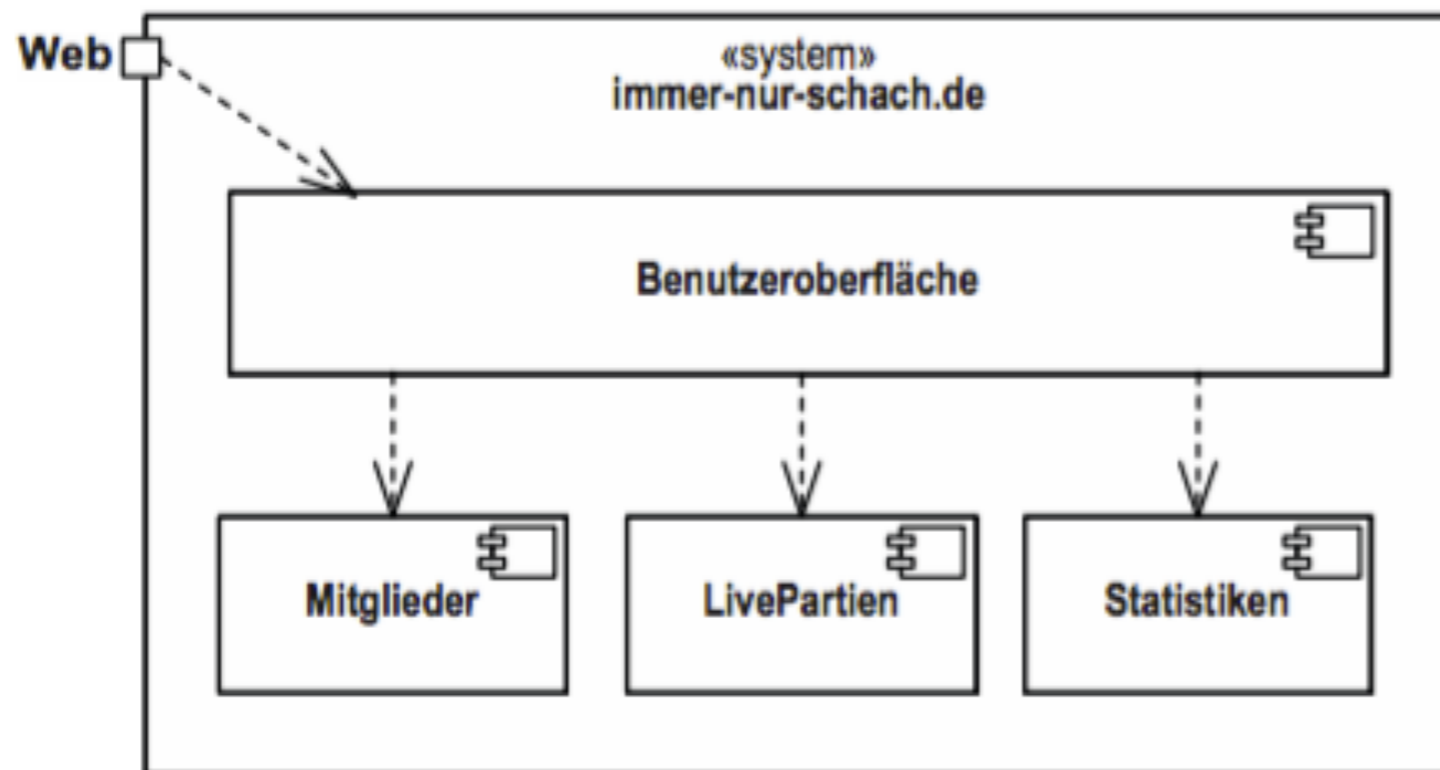 Web
«system»
immer-nur-schach.de
Benutzeroberfläche
Mitglieder
LivePartien
Statistiken